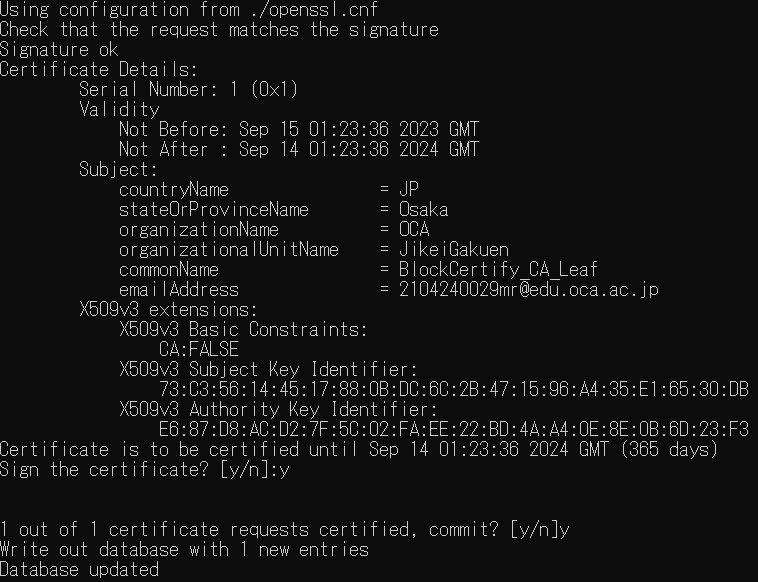 Using configuration from ./openssl.cnf
Check that the request matches the signature
Signature ok
Certificate Details:
        Serial Number: 1 (0x1)
        Validity
            Not Before: Sep 15 01:23:36 2023 GMT
            Not After : Sep 14 01:23:36 2024 GMT
        Subject:
            countryName               = JP
            stateOrProvinceName       = Osaka
            organizationName          = OCA
            organizationalUnitName    = JikeiGakuen
            commonName                = BlockCertify_CA_Leaf
            emailAddress              = 2104240029mr@edu.oca.ac.jp
        X509v3 extensions:
            X509v3 Basic Constraints:
                CA:FALSE
            X509v3 Subject Key Identifier:
                73:C3:56:14:45:17:88:0B:DC:6C:2B:47:15:96:A4:35:E1:65:30:DB
            X509v3 Authority Key Identifier:
                E6:87:D8:AC:D2:7F:5C:02:FA:EE:22:BD:4A:A4:0E:8E:0B:6D:23:F3
Certificate is to be certified until Sep 14 01:23:36 2024 GMT (365 days)
Sign the certificate? [y/n]:y
1 out of 1 certificate requests certified, commit? [y/n]y
Write out database with 1 new entries
Database updated